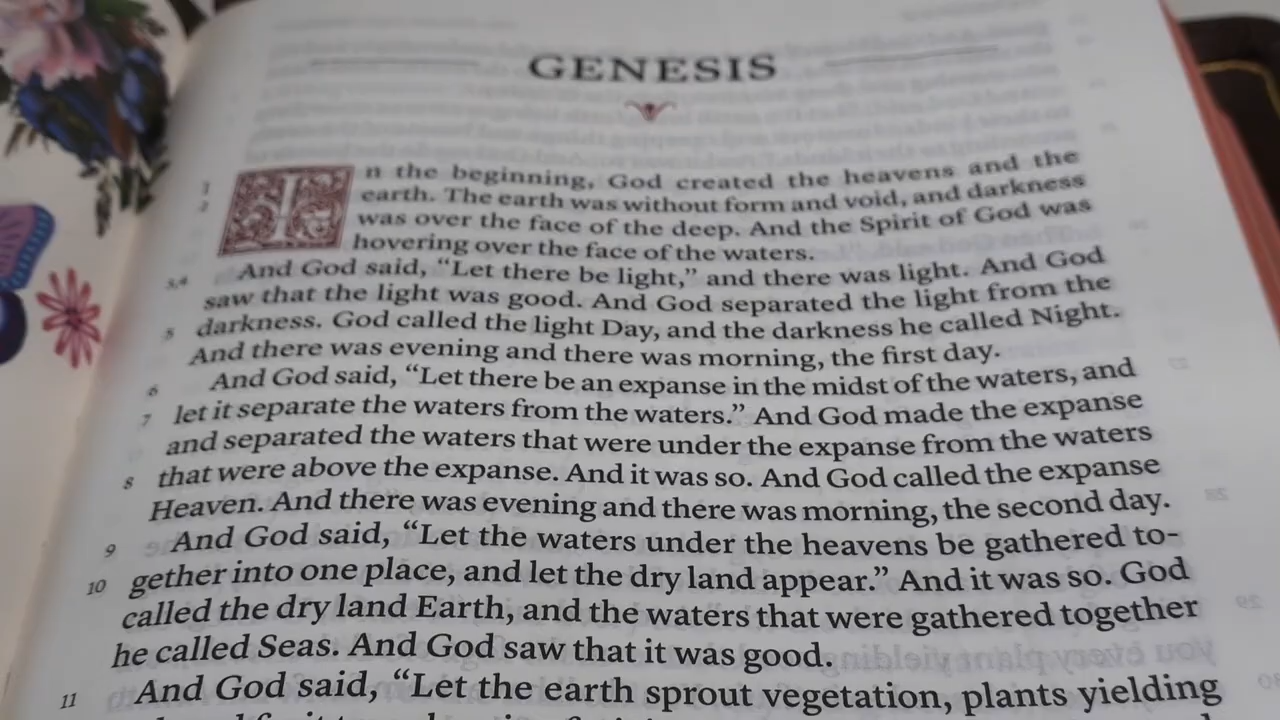 GENESIS
1 In the beginning, God created the heavens and the
2 earth. The earth was without form and void, and darkness
was over the face of the deep. And the Spirit of God was
hovering over the face of the waters.
3,4 And God said, “Let there be light,” and there was light. And God
saw that the light was good. And God separated the light from the
5 darkness. God called the light Day, and the darkness he called Night.
And there was evening and there was morning, the first day.
6 And God said, “Let there be an expanse in the midst of the waters, and
7 let it separate the waters from the waters.” And God made the expanse
and separated the waters that were under the expanse from the waters
8 that were above the expanse. And it was so. And God called the expanse
Heaven. And there was evening and there was morning, the second day.
9 And God said, “Let the waters under the heavens be gathered to-
10 gether into one place, and let the dry land appear.” And it was so. God
called the dry land Earth, and the waters that were gathered together
he called Seas. And God saw that it was good.
11 And God said, “Let the earth sprout vegetation, plants yielding